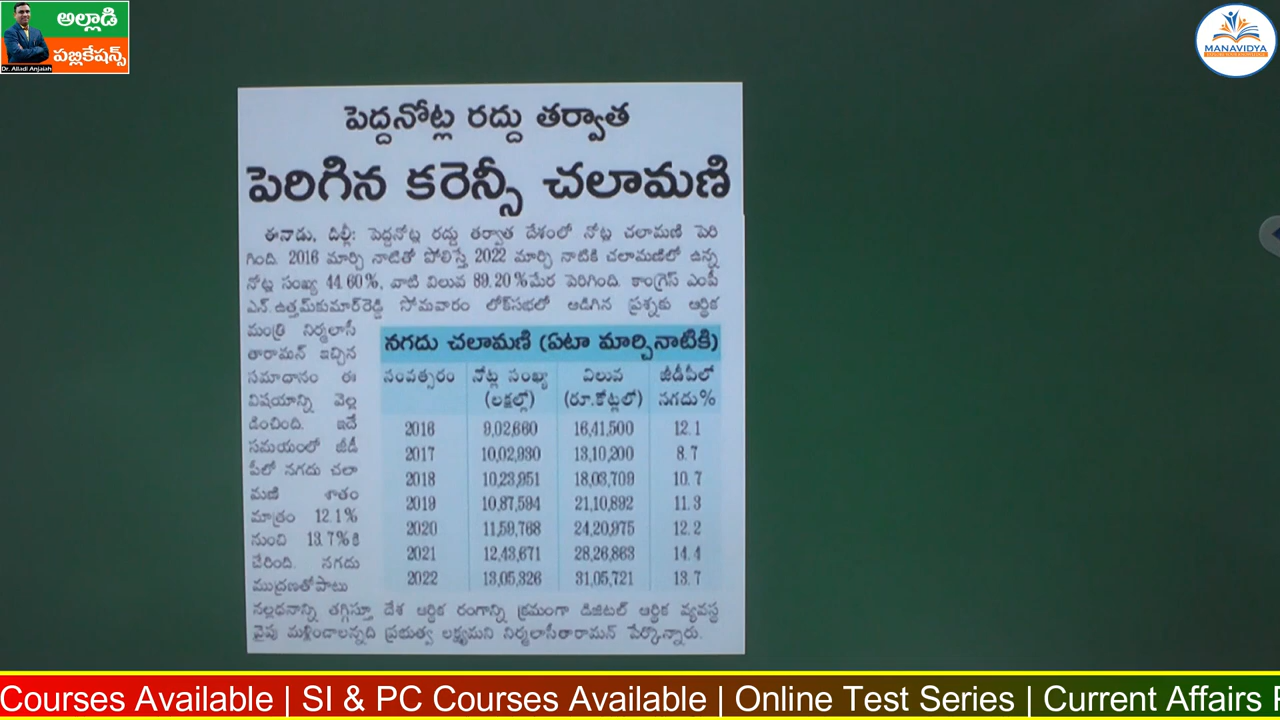 అల్లాడి
పబ్లికేషన్స్
Dr. Alladi Anjaiah
MANAVIDYA
పెద్దనోట్ల రద్దు తర్వాత
పెరిగిన కరెన్సీ చలామణి
ఈనాడు, దిల్లీ: పెద్దనోట్ల రద్దు తర్వాత దేశంలో నోట్ల చలామణి పెరి
గింది. 2016 మార్చి నాటితో పోలిస్తే 2022 మార్చి నాటికి చలామణిలో ఉన్న
నోట్ల సంఖ్య 44.60%, వాటి విలువ 89.20%మేర పెరిగింది. కాంగ్రెస్ ఎంపీ
ఎన్.ఉత్తమ్‌కుమార్‌రెడ్డి సోమవారం లోక్‌సభలో అడిగిన ప్రశ్నకు ఆర్థిక
మంత్రి నిర్మలాసీ
తారామన్ ఇచ్చిన
సమాధానం ఈ
విషయాన్ని వెల్ల
డించింది. ఇదే
సమయంలో జీడీ
పీలో నగదు చలా
మణి శాతం
మాత్రం 12.1%
నుంచి 13.7%కి
చేరింది. నగదు
ముద్రణతోపాటు
నగదు చలామణి (ఏటా మార్చినాటికి)
సంవత్సరం నోట్ల సంఖ్య విలువ జీడీపీలో
(లక్షల్లో) (రూ.కోట్లలో) నగదు%
2016 9,02,660 16,41,500 12.1
2017 10,02,930 13,10,200 8.7
2018 10,23,951 18,03,709 10.7
2019 10,87,594 21,10,892 11.3
2020 11,59,768 24,20,975 12.2
2021 12,43,671 28,26,863 14.4
2022 13,05,326 31,05,721 13.7
నల్లధనాన్ని తగ్గిస్తూ దేశ ఆర్థిక రంగాన్ని క్రమంగా డిజిటల్ ఆర్థిక వ్యవస్థ
వైపు మళ్లించాలన్నది ప్రభుత్వ లక్ష్యమని నిర్మలాసీతారామన్ పేర్కొన్నారు.
Courses Available | SI & PC Courses Available | Online Test Series | Current Affairs